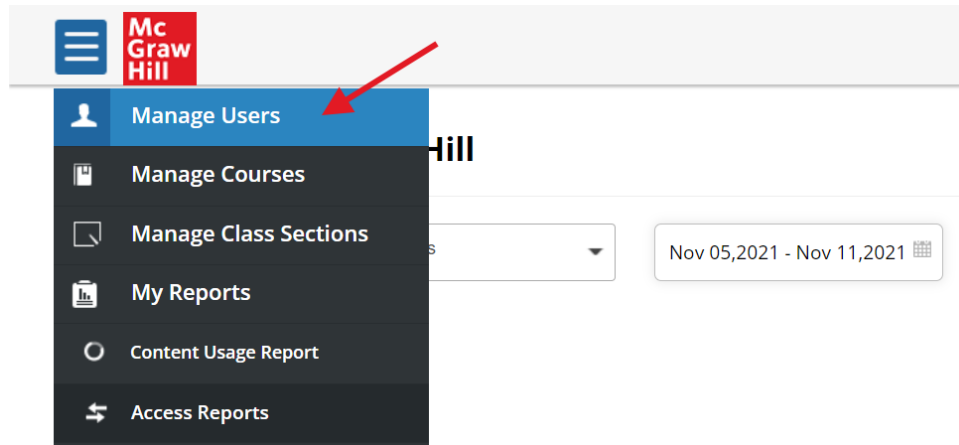 Mc
Graw
Hill
Manage Users
Hill
Manage Courses
Manage Class Sections
s
Nov 05,2021 - Nov 11,2021
My Reports
Content Usage Report
Access Reports